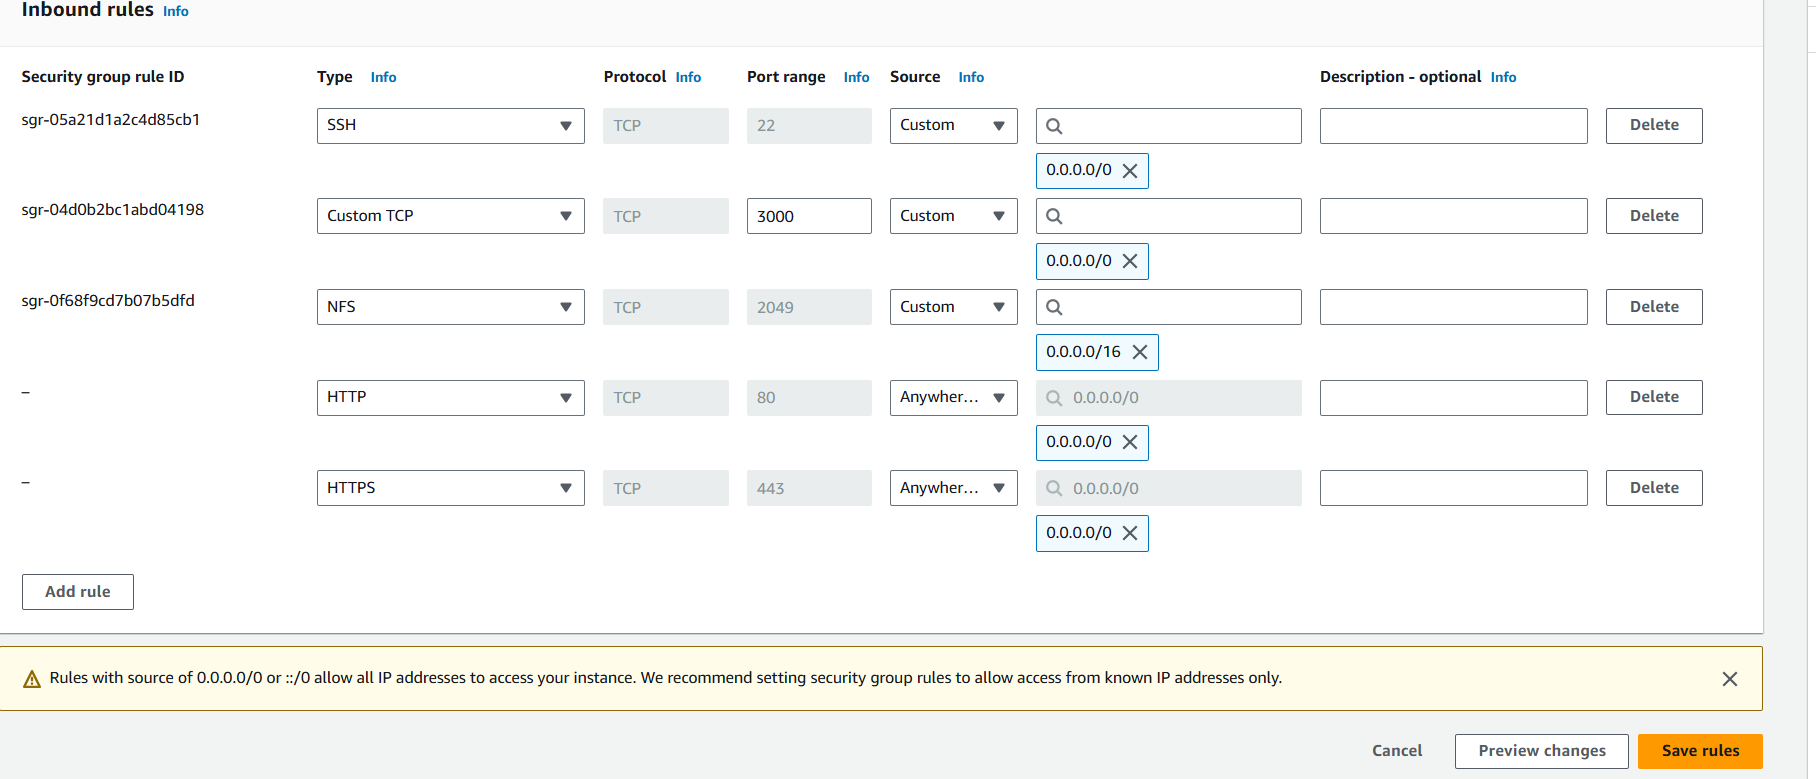 Inbound rules Info
Security group rule ID Type Info Protocol Info Port range Info Source Info Description - optional Info
sgr-05a21d1a2c4d85cb1 SSH TCP 22 Custom Delete
0.0.0.0/0
sgr-04d0b2bc1abd04198 Custom TCP TCP 3000 Custom Delete
0.0.0.0/0
sgr-0f68f9cd7b07b5dfd NFS TCP 2049 Custom Delete
0.0.0.0/16
– HTTP TCP 80 Anywher... 0.0.0.0/0 Delete
0.0.0.0/0
– HTTPS TCP 443 Anywher... 0.0.0.0/0 Delete
0.0.0.0/0
Add rule
Rules with source of 0.0.0.0/0 or ::/0 allow all IP addresses to access your instance. We recommend setting security group rules to allow access from known IP addresses only.
Cancel Preview changes Save rules